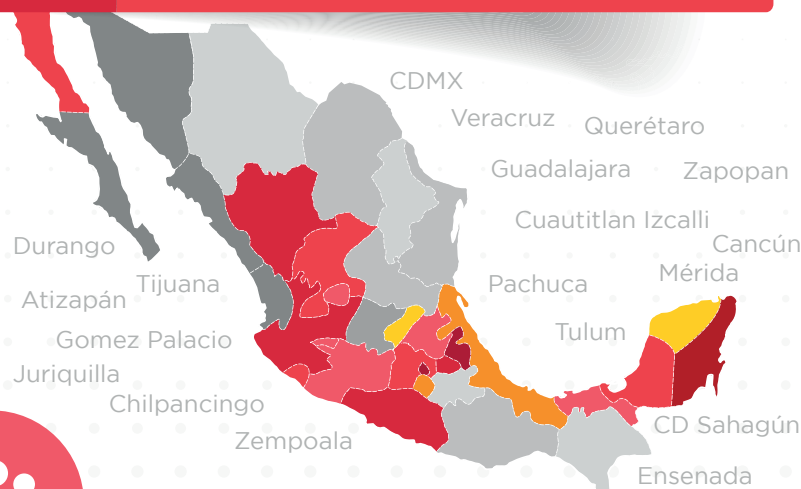 CDMX
Veracruz
Querétaro
Guadalajara
Zapopan
Cuautitlan Izcalli
Cancún
Durango
Mérida
Tijuana
Pachuca
Atizapán
Tulum
Gomez Palacio
Juriquilla
Chilpancingo
CD Sahagún
Zempoala
Ensenada